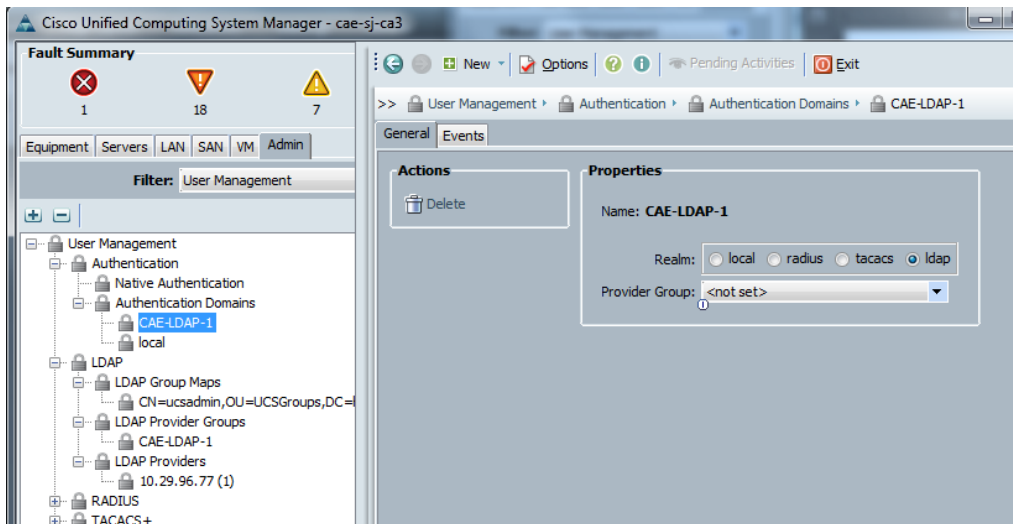 Cisco Unified Computing System Manager - cae-sj-ca3
Fault Summary
1 18 7
Equipment Servers LAN SAN VM Admin
Filter: User Management
User Management
Authentication
Native Authentication
Authentication Domains
CAE-LDAP-1
local
LDAP
LDAP Group Maps
CN=ucsadmin,OU=UCSGroups,DC=
LDAP Provider Groups
CAE-LDAP-1
LDAP Providers
10.29.96.77 (1)
RADIUS
TACACS+
New Options Pending Activities Exit
>> User Management Authentication Authentication Domains CAE-LDAP-1
General Events
Actions
Delete
Properties
Name: CAE-LDAP-1
Realm: local radius tacacs ldap
Provider Group: <not set>